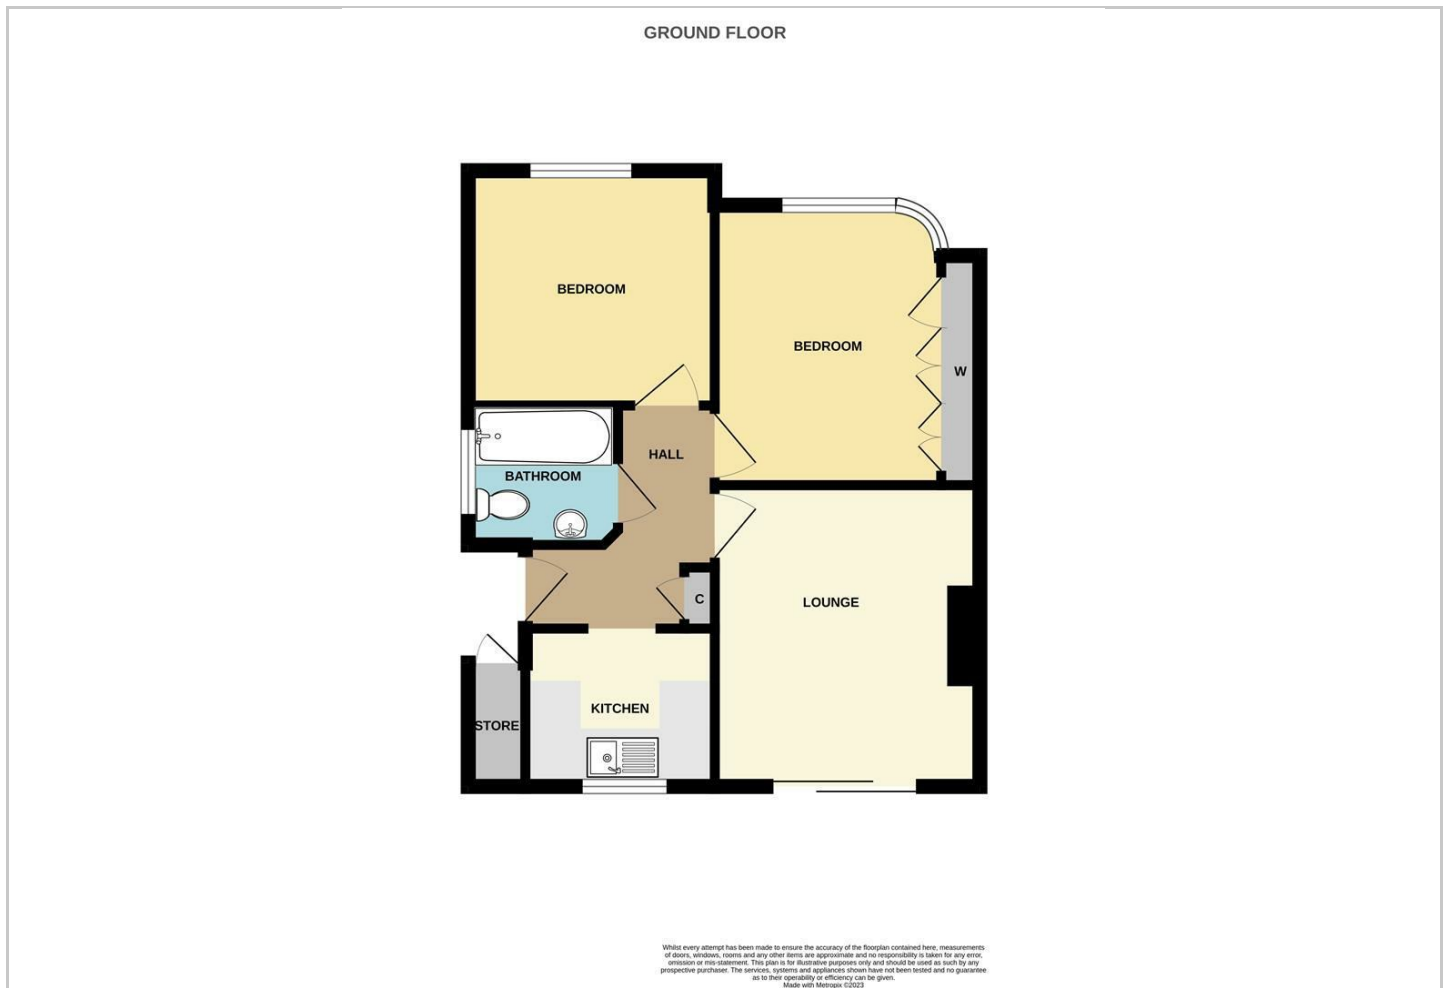 GROUND FLOOR
BEDROOM
BEDROOM
W
HALL
BATHROOM
LOUNGE
C
KITCHEN
STORE
Whilst every attempt has been made to ensure the accuracy of the floorplan contained here, measurements
of doors, windows, rooms and any other items are approximate and no responsibility is taken for any error,
omission or mis-statement. This plan is for illustrative purposes only and should be used as such by any
prospective purchaser. The services, systems and appliances shown have not been tested and no guarantee
as to their operability or efficiency can be given.
Made with Metropix ©2023